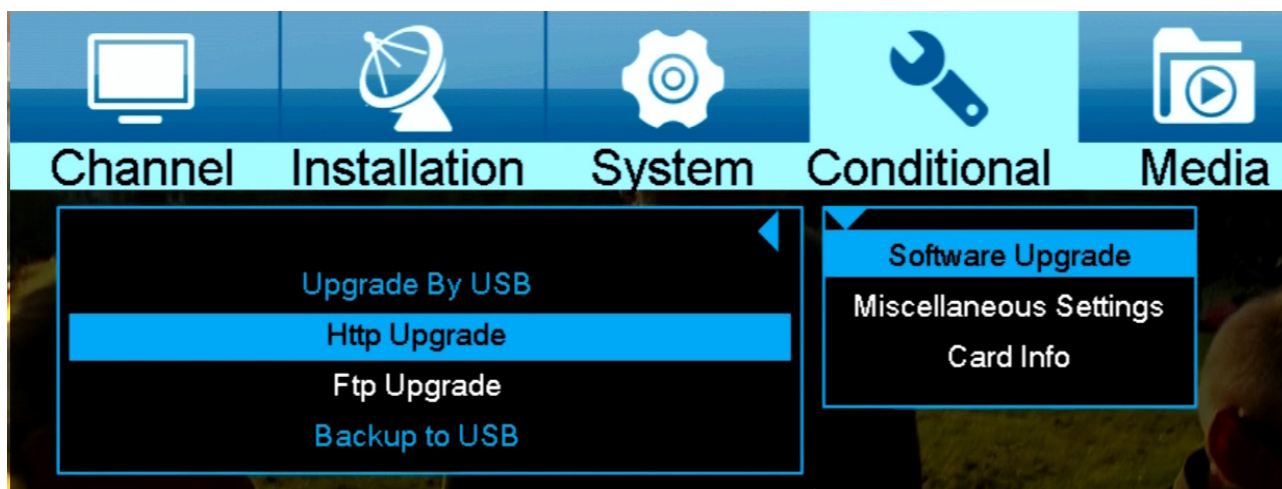 Channel Installation System Conditional Media
Upgrade By USB
Http Upgrade
Ftp Upgrade
Backup to USB
Software Upgrade
Miscellaneous Settings
Card Info